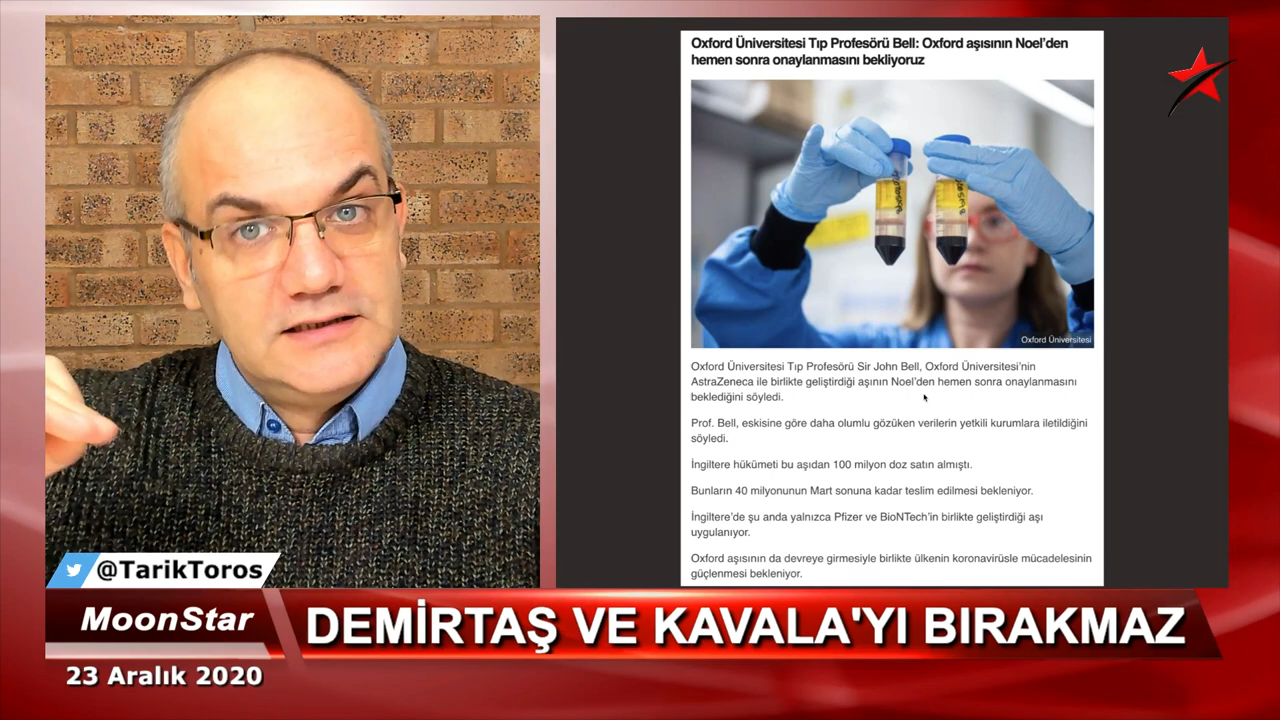 Oxford Üniversitesi Tıp Profesörü Bell: Oxford aşısının Noel'den
hemen sonra onaylanmasını bekliyoruz
Oxford Üniversitesi
Oxford Üniversitesi Tıp Profesörü Sir John Bell, Oxford Üniversitesi'nin
AstraZeneca ile birlikte geliştirdiği aşının Noel'den hemen sonra onaylanmasını
beklediğini söyledi.
Prof. Bell, eskisine göre daha olumlu gözüken verilerin yetkili kurumlara iletildiğini
söyledi.
İngiltere hükümeti bu aşıdan 100 milyon doz satın almıştı.
Bunların 40 milyonunun Mart sonuna kadar teslim edilmesi bekleniyor.
İngiltere'de şu anda yalnızca Pfizer ve BioNTech'in birlikte geliştirdiği aşı
uygulanıyor.
Oxford aşısının da devreye girmesiyle birlikte ülkenin koronavirüsle mücadelesinin
güçlenmesi bekleniyor.
@TarikToros
MoonStar
DEMİRTAŞ VE KAVALA'YI BIRAKMAZ
23 Aralık 2020